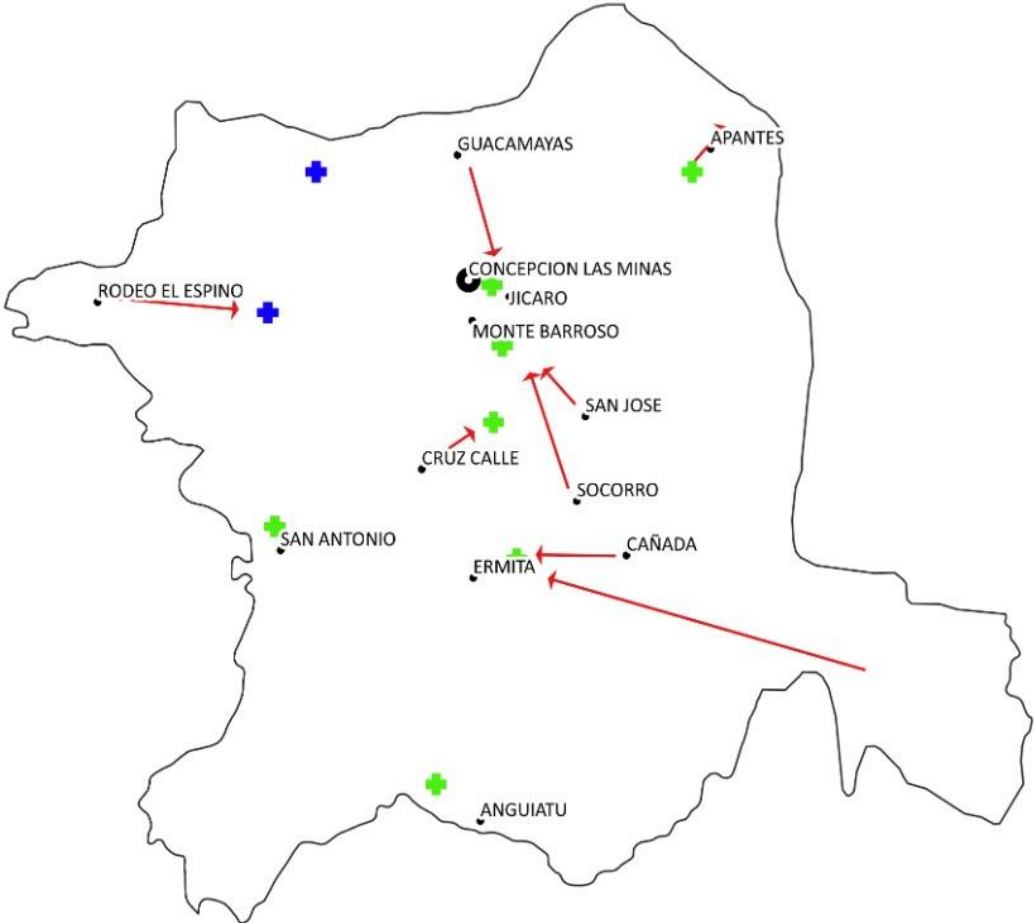 GUACAMAYAS
APANTES
CONCEPCION LAS MINAS
RODEO EL ESPINO
JICARO
MONTE BARROSO
SAN JOSE
CRUZ CALLE
SOCORRO
SAN ANTONIO
CAÑADA
ERMITA
ANGUIATU